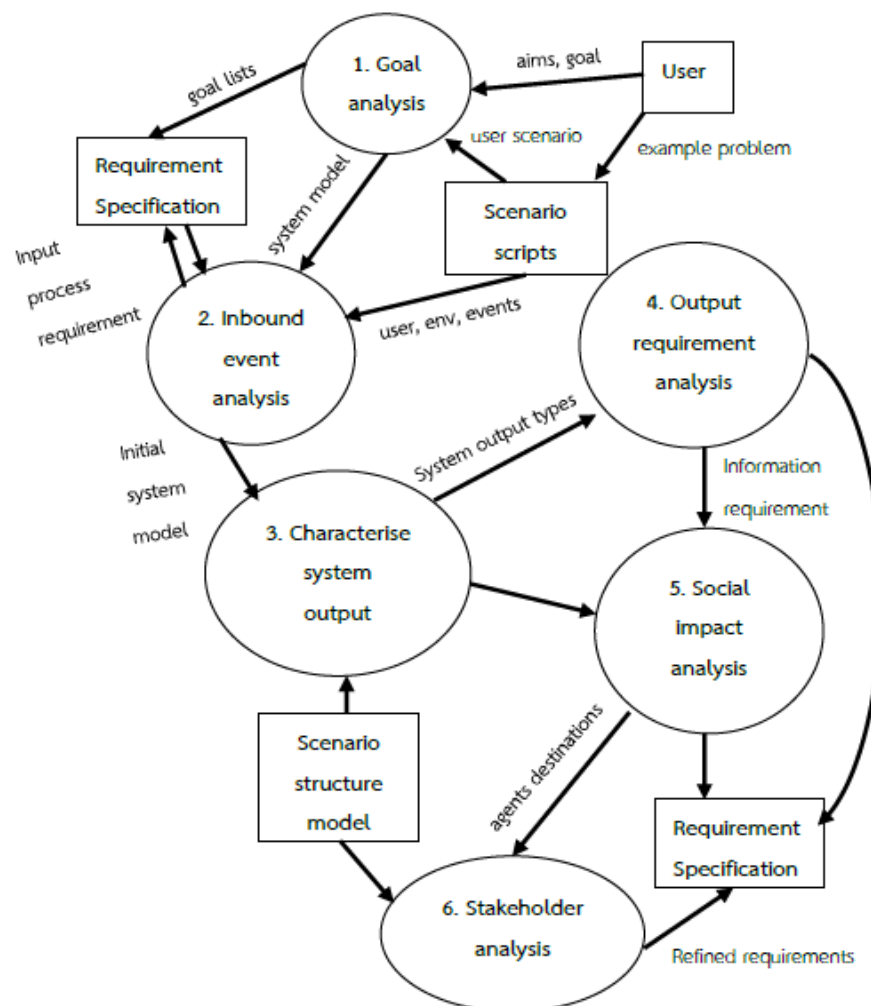 1. Goal
analysis
aims, goal
User
goal lists
user scenario
example problem
Requirement
Specification
system model
Scenario
scripts
Input
process
requirement
2. Inbound
event
analysis
user, env, events
4. Output
requirement
analysis
Initial
system
model
System output types
Information
requirement
3. Characterise
system
output
5. Social
impact
analysis
Scenario
structure
model
agents destinations
Requirement
Specification
6. Stakeholder
analysis
Refined requirements